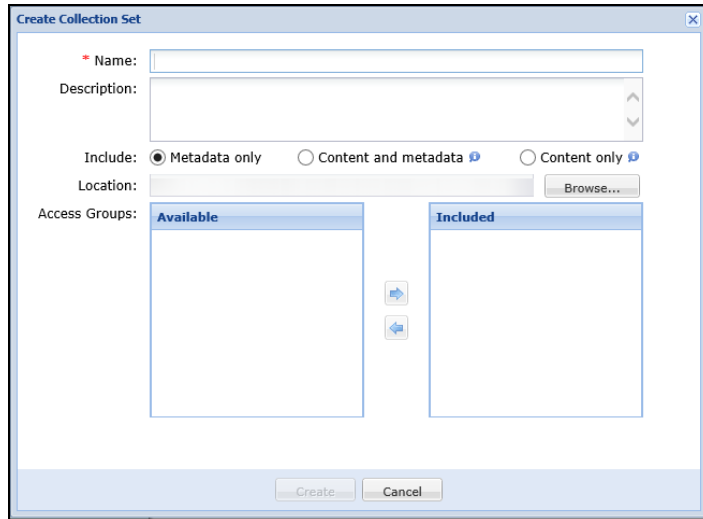 Create Collection Set
* Name:
Description:
Include: Metadata only Content and metadata Content only
Location: Browse...
Access Groups: Available Included
Create Cancel